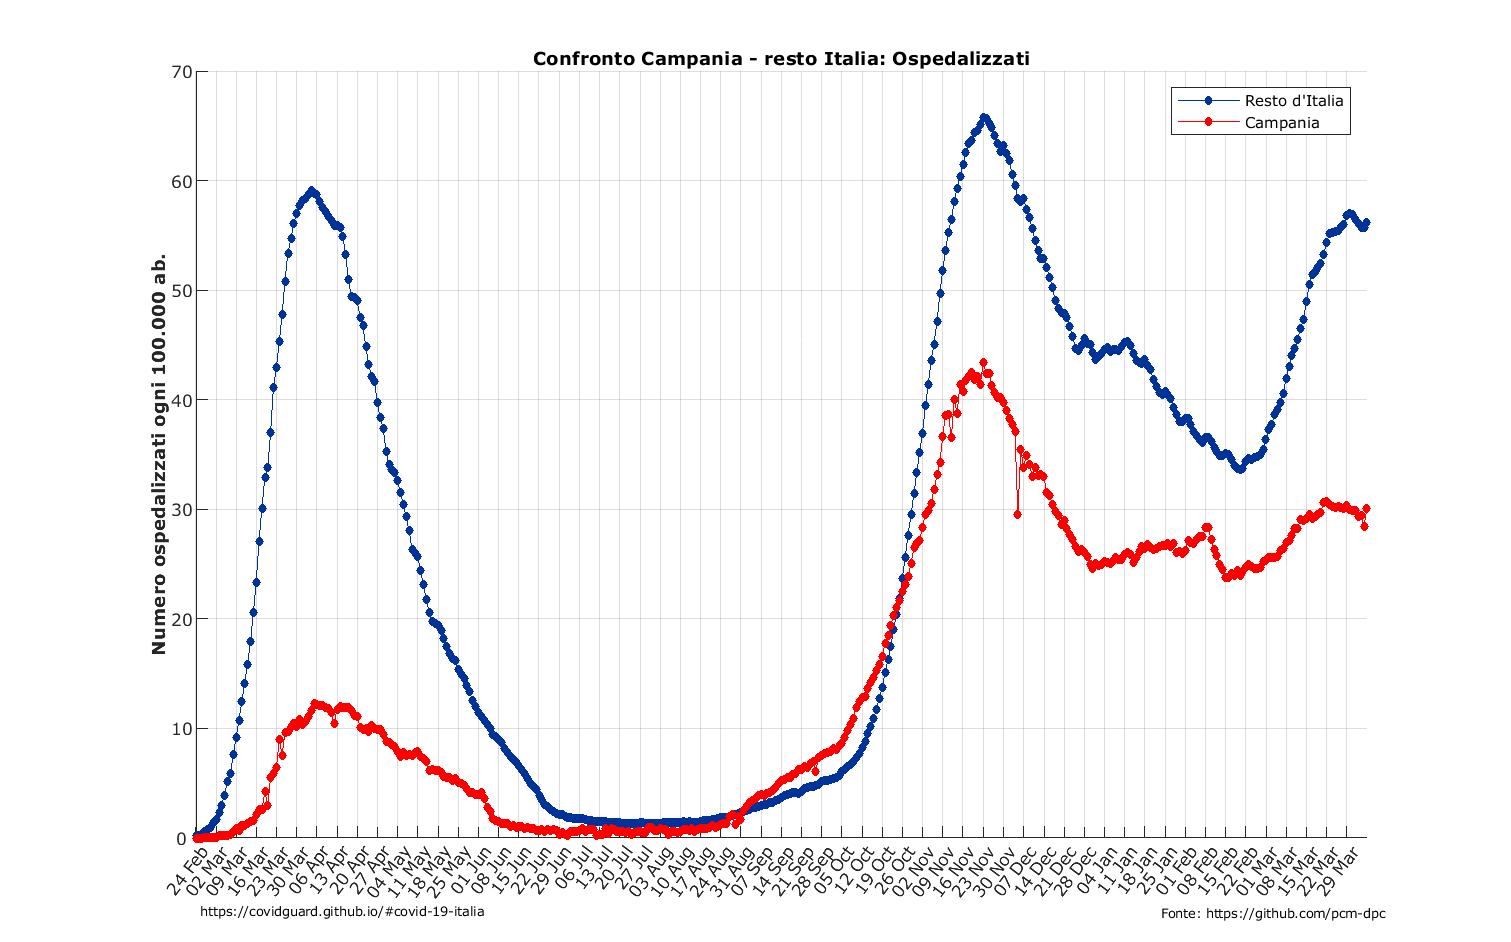 Confronto Campania - resto Italia: Ospedalizzati
Resto d'Italia
Campania
Numero ospedalizzati ogni 100.000 ab.
70
60
50
40
30
20
10
0
24 Feb
02 Mar
09 Mar
16 Mar
23 Mar
30 Mar
06 Apr
13 Apr
20 Apr
27 Apr
04 May
11 May
18 May
25 May
01 Jun
08 Jun
15 Jun
22 Jun
29 Jun
06 Jul
13 Jul
20 Jul
27 Jul
03 Aug
10 Aug
17 Aug
24 Aug
31 Aug
07 Sep
14 Sep
21 Sep
28 Sep
05 Oct
12 Oct
19 Oct
26 Oct
02 Nov
09 Nov
16 Nov
23 Nov
30 Nov
07 Dec
14 Dec
21 Dec
28 Dec
04 Jan
11 Jan
18 Jan
25 Jan
01 Feb
08 Feb
15 Feb
22 Feb
01 Mar
08 Mar
15 Mar
22 Mar
29 Mar
https://covidguard.github.io/#covid-19-italia
Fonte: https://github.com/pcm-dpc